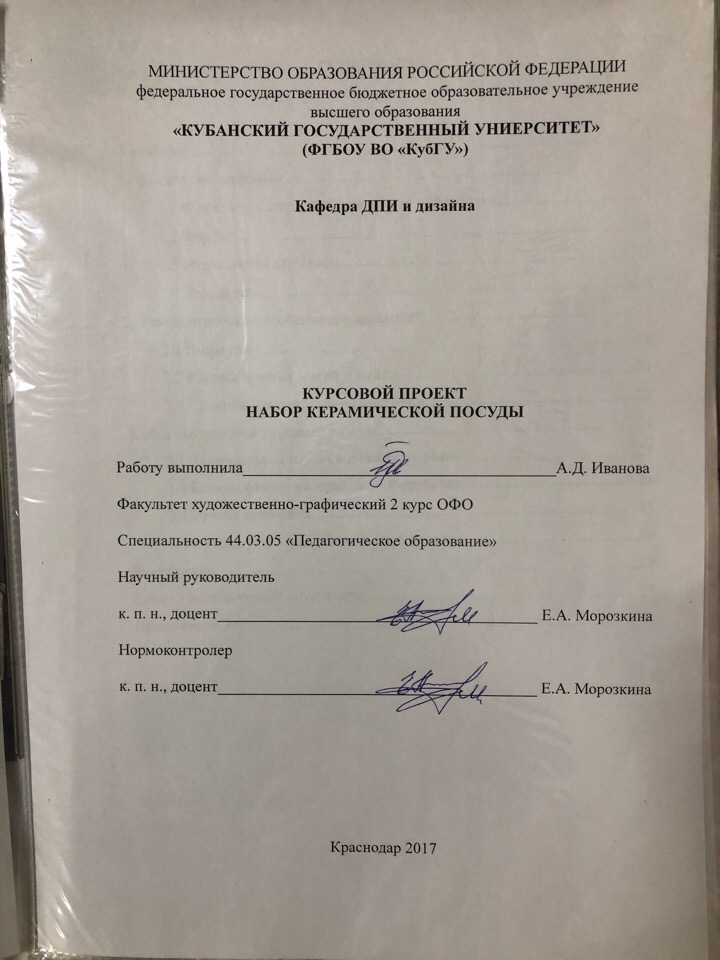 МИНИСТЕРСТВО ОБРАЗОВАНИЯ РОССИЙСКОЙ ФЕДЕРАЦИИ
федеральное государственное бюджетное образовательное учреждение
высшего образования
«КУБАНСКИЙ ГОСУДАРСТВЕННЫЙ УНИЕРСИТЕТ»
(ФГБОУ ВО «КубГУ»)
Кафедра ДПИ и дизайна
КУРСОВОЙ ПРОЕКТ
НАБОР КЕРАМИЧЕСКОЙ ПОСУДЫ
Работу выполнила А.Д. Иванова
Факультет художественно-графический 2 курс ОФО
Специальность 44.03.05 «Педагогическое образование»
Научный руководитель
к. п. н., доцент Е.А. Морозкина
Нормоконтролер
к. п. н., доцент Е.А. Морозкина
Краснодар 2017